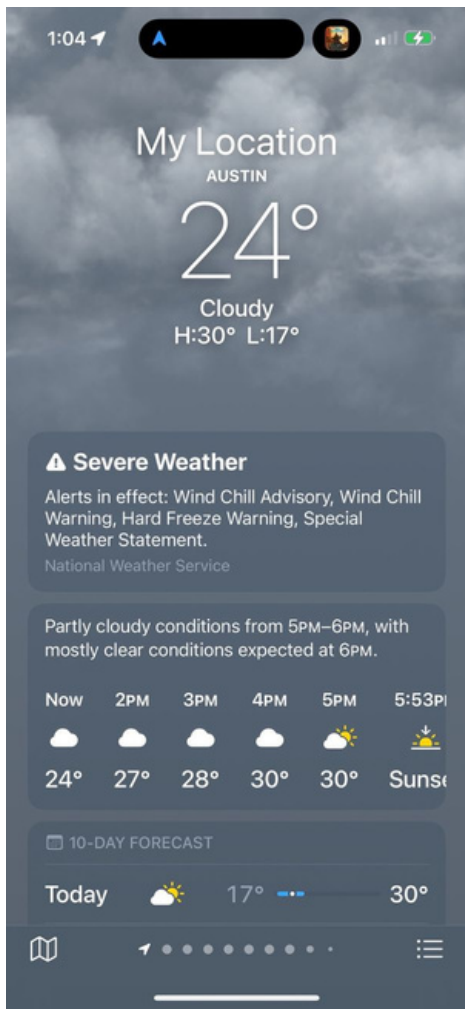 1:04
My Location
AUSTIN
24°
Cloudy
H:30° L:17°
Severe Weather
Alerts in effect: Wind Chill Advisory, Wind Chill
Warning, Hard Freeze Warning, Special
Weather Statement.
National Weather Service
Partly cloudy conditions from 5PM–6PM, with
mostly clear conditions expected at 6PM.
Now 2PM 3PM 4PM 5PM 5:53P
24° 27° 28° 30° 30° Suns
10-DAY FORECAST
Today 17° 30°